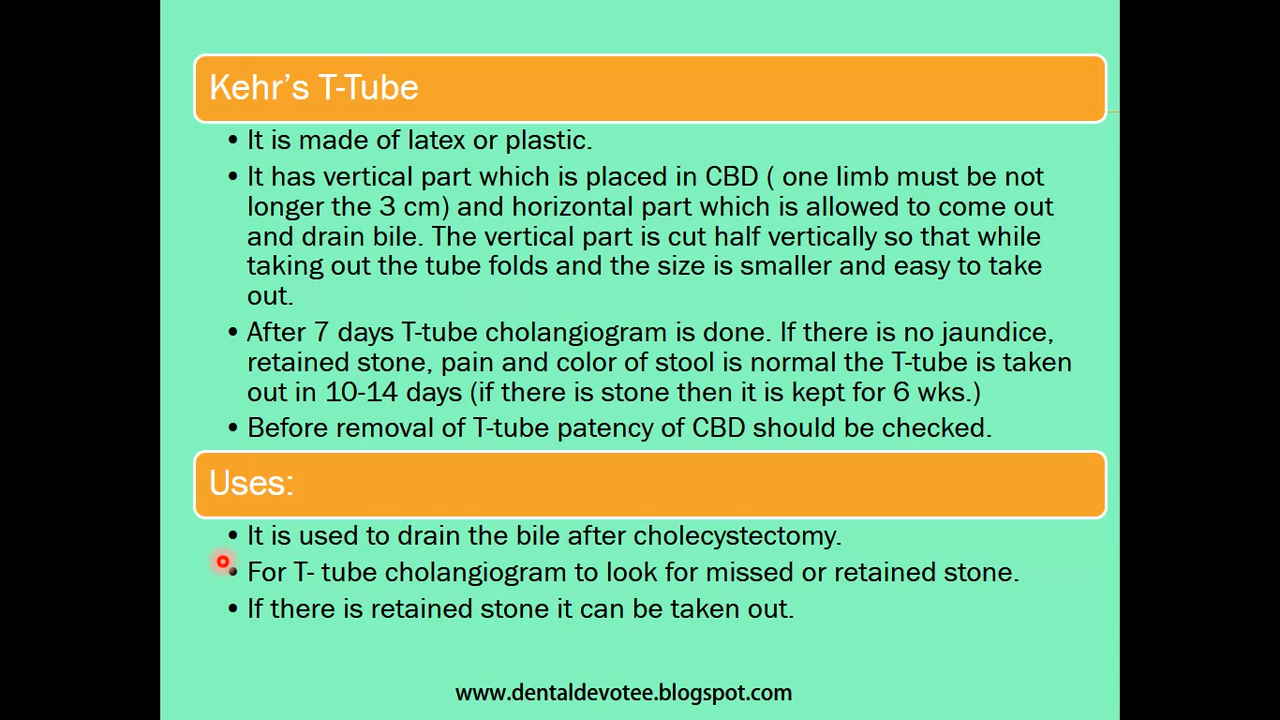 Kehr’s T-Tube
• It is made of latex or plastic.
• It has vertical part which is placed in CBD ( one limb must be not
longer the 3 cm) and horizontal part which is allowed to come out
and drain bile. The vertical part is cut half vertically so that while
taking out the tube folds and the size is smaller and easy to take
out.
• After 7 days T-tube cholangiogram is done. If there is no jaundice,
retained stone, pain and color of stool is normal the T-tube is taken
out in 10-14 days (if there is stone then it is kept for 6 wks.)
• Before removal of T-tube patency of CBD should be checked.
Uses:
• It is used to drain the bile after cholecystectomy.
• For T- tube cholangiogram to look for missed or retained stone.
• If there is retained stone it can be taken out.
www.dentaldevotee.blogspot.com